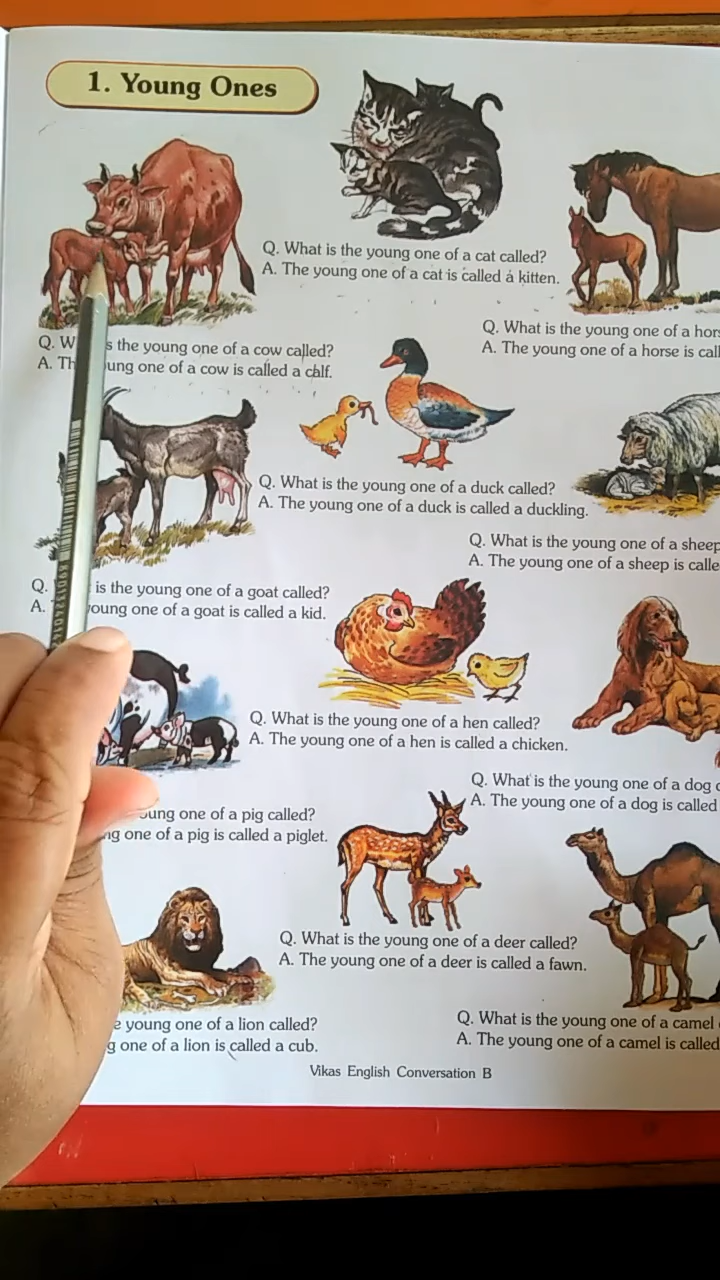 1. Young Ones
Q. What is the young one of a cat called?
A. The young one of a cat is called a kitten.
Q. What is the young one of a
A. The young one of a horse is
s the young one of a cow called?
one of a cow is called a calf.
Q. What is the young one of a duck called?
A. The young one of a duck is called a duckling.
Q. What is the young one of a sheep
A. The young one of a sheep is
Q. is the young one of a goat called?
A. young one of a goat is called a kid.
Q. What is the young one of a hen called?
A. The young one of a hen is called a chicken.
Q. What is the young one of a dog
A. The young one of a dog is called
one of a pig called?
one of a pig is called a piglet.
Q. What is the young one of a deer called?
A. The young one of a deer is called a fawn.
young one of a lion called?
one of a lion is called a cub.
Q. What is the young one of a camel
A. The young one of a camel is called
Vikas English Conversation B
8901324014